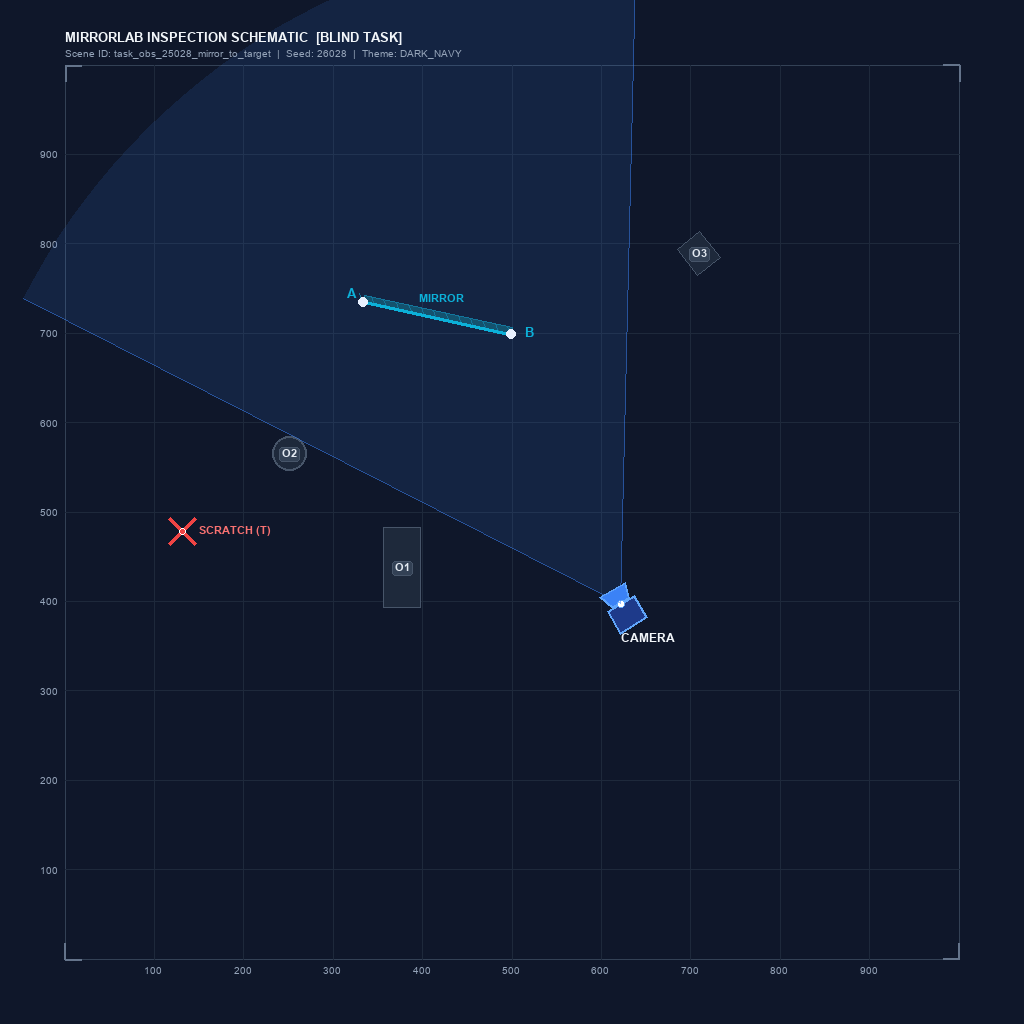 MIRRORLAB INSPECTION SCHEMATIC [BLIND TASK]
Scene ID: task_obs_25028_mirror_to_target | Seed: 26028 | Theme: DARK_NAVY
900
800
O3
A
MIRROR
B
700
600
O2
500
SCRATCH (T)
O1
400
CAMERA
300
200
100
100 200 300 400 500 600 700 800 900